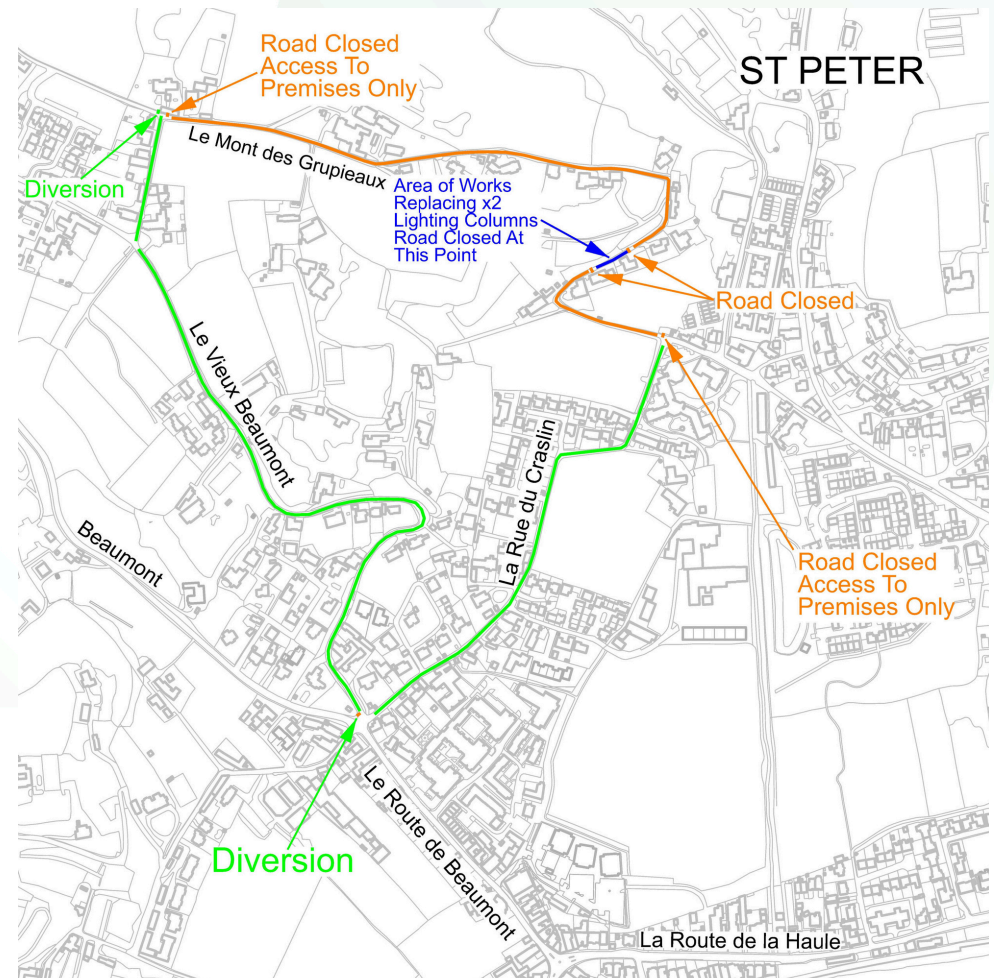 Road Closed
Access To
Premises Only
ST PETER
Le Mont des Grupieaux
Diversion
Area of Works
Replacing x2
Lighting Columns
Road Closed At
This Point
Road Closed
Le Vieux Beaumont
La Rue du Craslin
Beaumont
Road Closed
Access To
Premises Only
Diversion
Le Route de Beaumont
La Route de la Haule